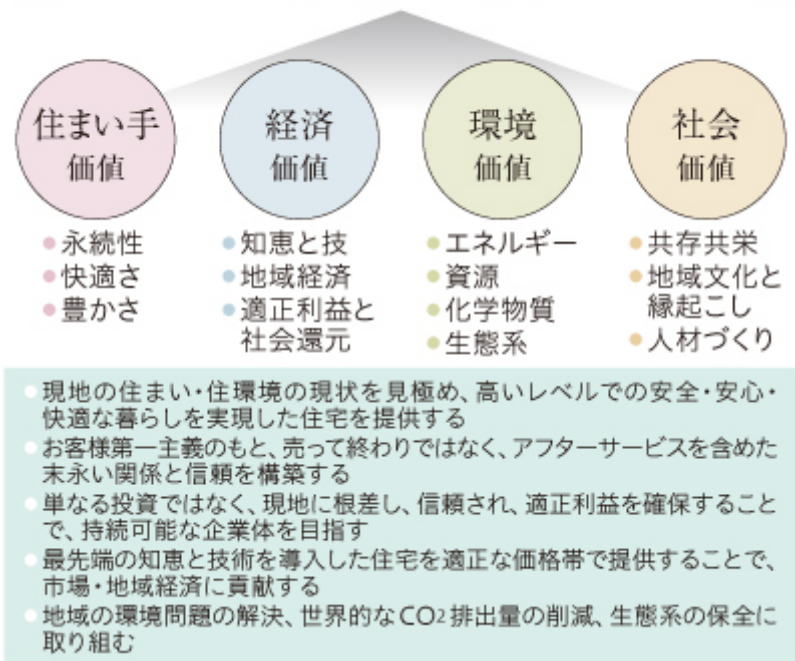 住まい手
価値
経済
価値
環境
価値
社会
価値
●永続性
●快適さ
●豊かさ
●知恵と技
●地域経済
●適正利益と
社会還元
●エネルギー
●資源
●化学物質
●生態系
●共存共栄
●地域文化と
縁起こし
●人材づくり
●現地の住まい・住環境の現状を見極め、高いレベルでの安全・安心・
快適な暮らしを実現した住宅を提供する
●お客様第一主義のもと、売って終わりではなく、アフターサービスを含めた
末永い関係と信頼を構築する
●単なる投資ではなく、現地に根差し、信頼され、適正利益を確保すること
で、持続可能な企業体を目指す
●最先端の知恵と技術を導入した住宅を適正な価格帯で提供することで、
市場・地域経済に貢献する
●地域の環境問題の解決、世界的なCO2排出量の削減、生態系の保全に
取り組む